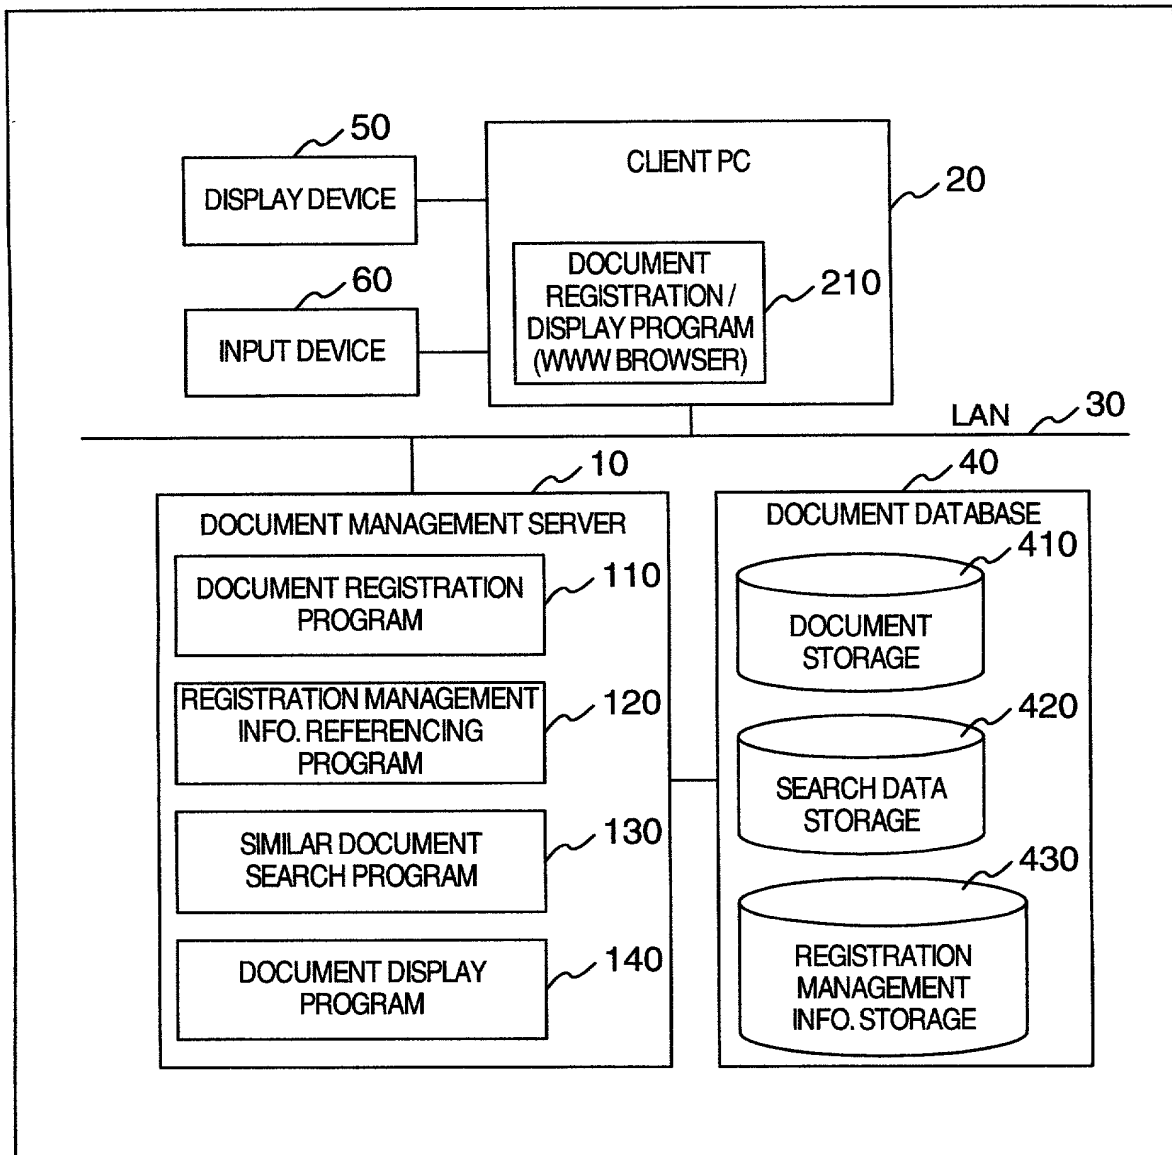 50
DISPLAY DEVICE
60
INPUT DEVICE
CLIENT PC
20
DOCUMENT
REGISTRATION /
DISPLAY PROGRAM
(WWW BROWSER)
210
LAN
30
10
DOCUMENT MANAGEMENT SERVER
DOCUMENT REGISTRATION
PROGRAM
110
REGISTRATION MANAGEMENT
INFO. REFERENCING
PROGRAM
120
SIMILAR DOCUMENT
SEARCH PROGRAM
130
DOCUMENT DISPLAY
PROGRAM
140
40
DOCUMENT DATABASE
410
DOCUMENT
STORAGE
420
SEARCH DATA
STORAGE
430
REGISTRATION
MANAGEMENT
INFO. STORAGE